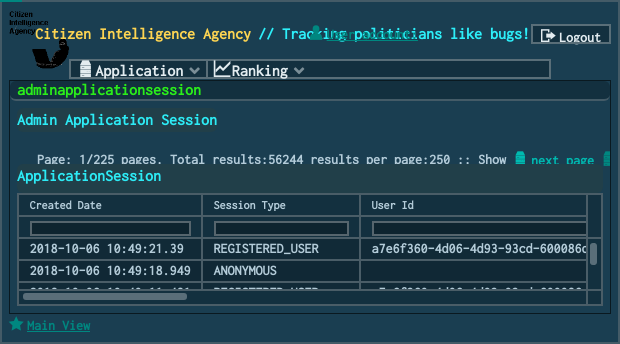 Citizen
Intelligence
Agency
Citizen Intelligence Agency // Tracking politicians like bugs!
Logout
Application
Ranking
adminapplicationsession
Admin Application Session
Page: 1/225 pages. Total results:56244 results per page:250 :: Show next page
ApplicationSession
Created Date Session Type User Id
2018-10-06 10:49:21.39 REGISTERED_USER a7e6f360-4d06-4d93-93cd-600086c
2018-10-06 10:49:18.949 ANONYMOUS
Main View